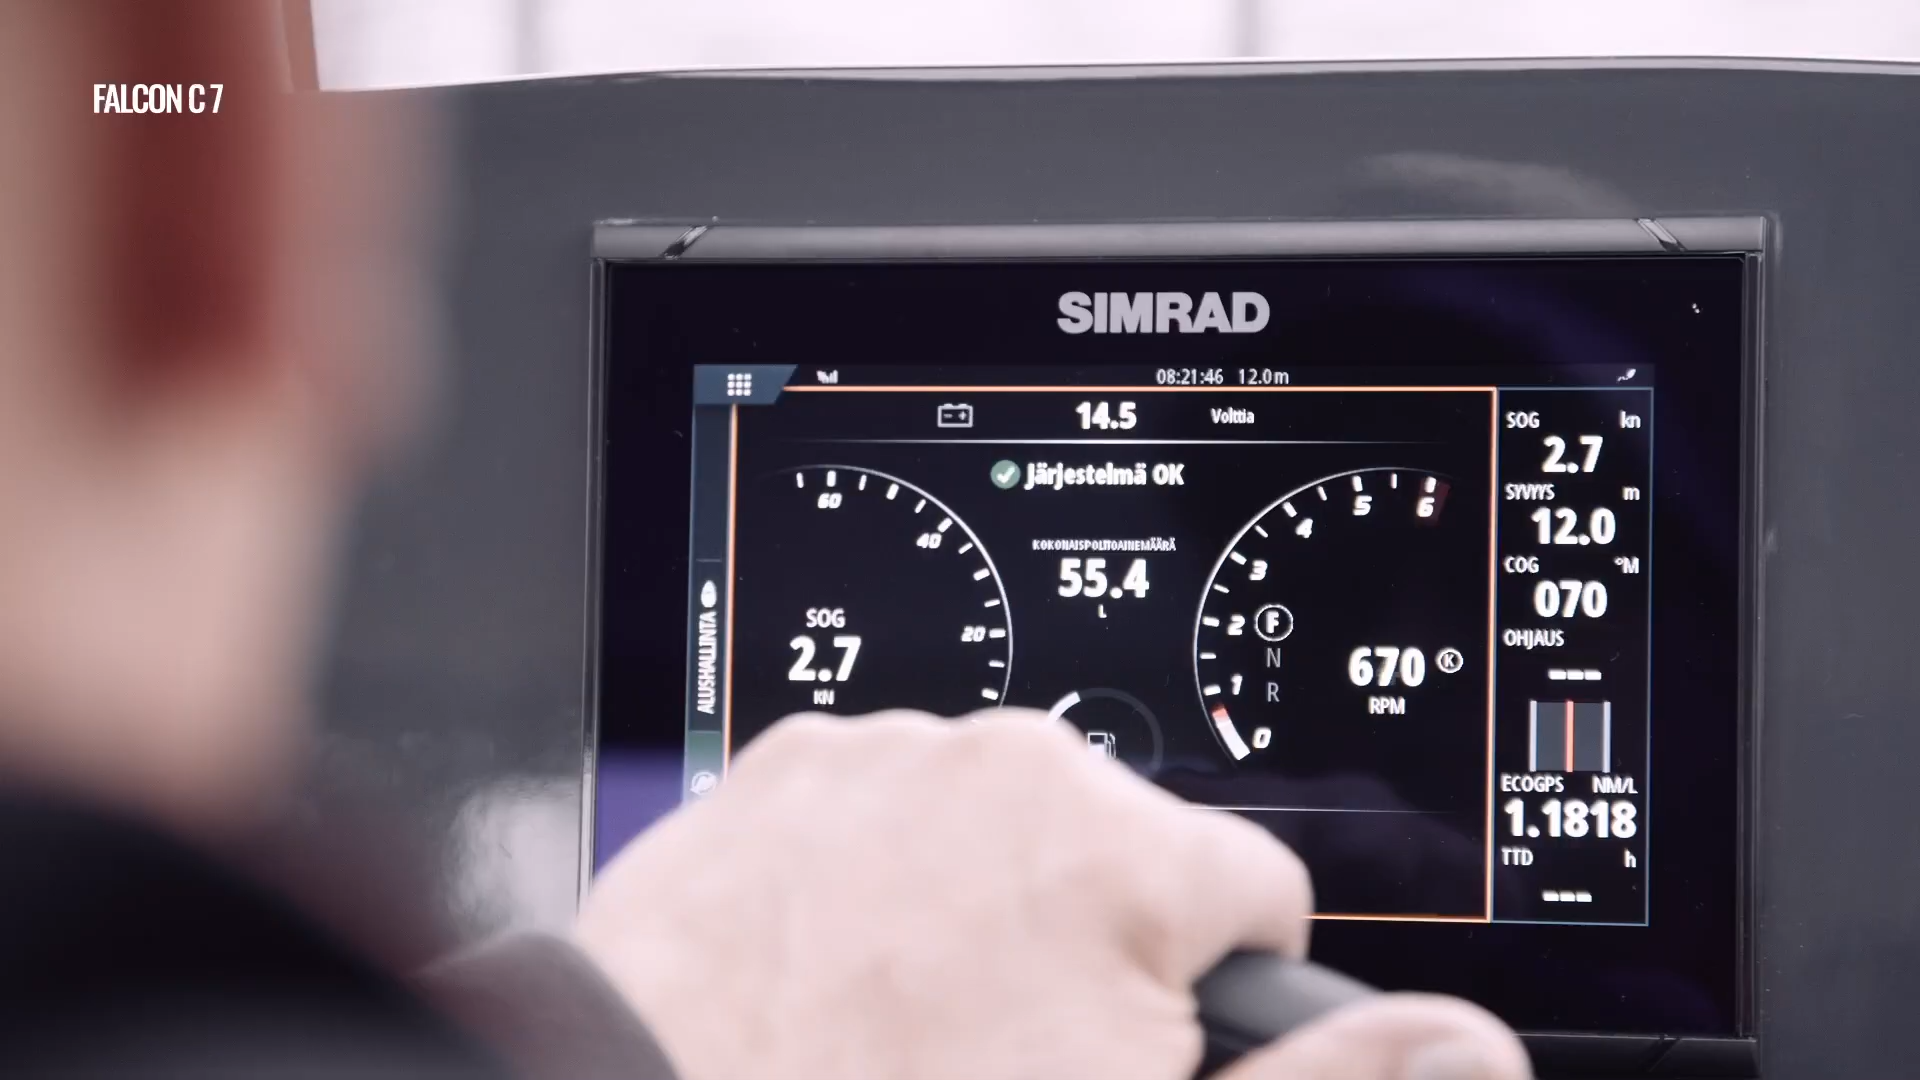 FALCON C 7
SIMRAD
08:21:46 12.0m
14.5 Volttia
Järjestelmä OK
60
40
20
SOG
2.7
KN
KOKONAISPOLTTOAINEMÄÄRÄ
55.4
L
6
5
4
3
2
1
0
F
N
R
670 K
RPM
ALUSHALLINTA
SOG kn
2.7
SYVYYS m
12.0
COG °M
070
OHJAUS
---
ECOGPS NM/L
1.1818
TTD h
---